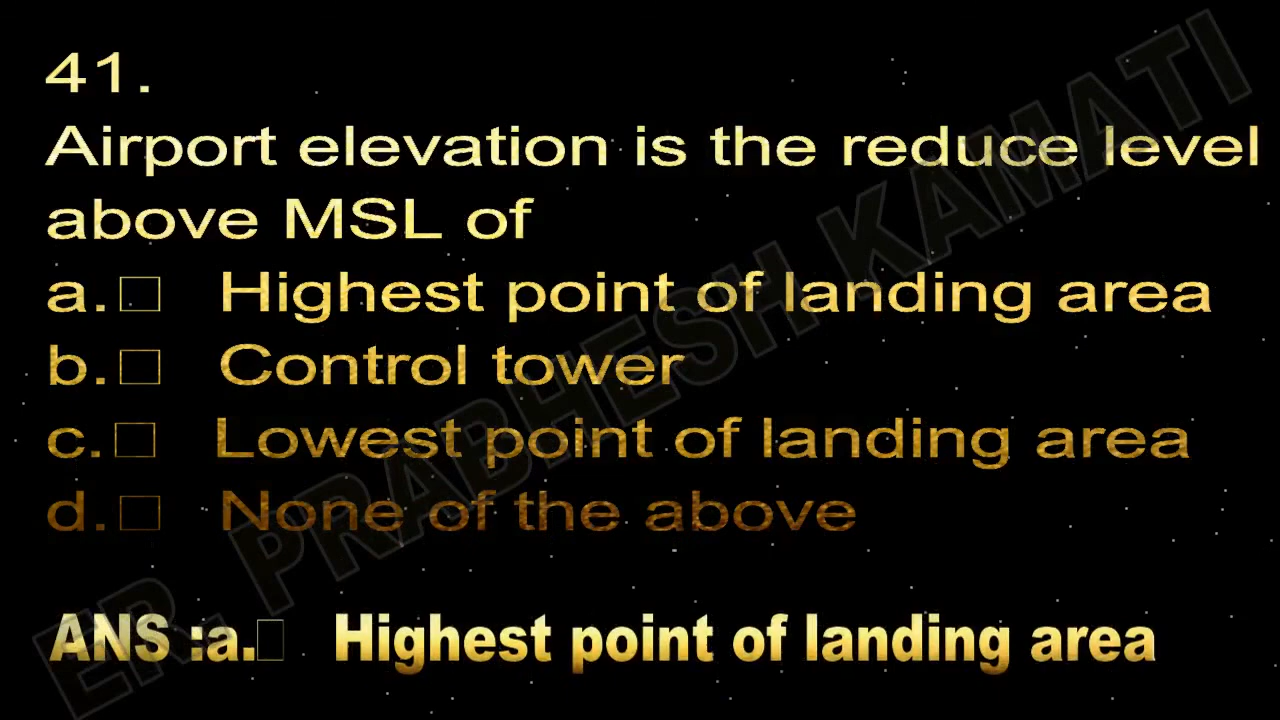 41.
Airport elevation is the reduce level
above MSL of
a.□ Highest point of landing area
b.□ Control tower
c.□ Lowest point of landing area
d.□ None of the above
ANS :a.□ Highest point of landing area
ER. PRABHESH KAMATI